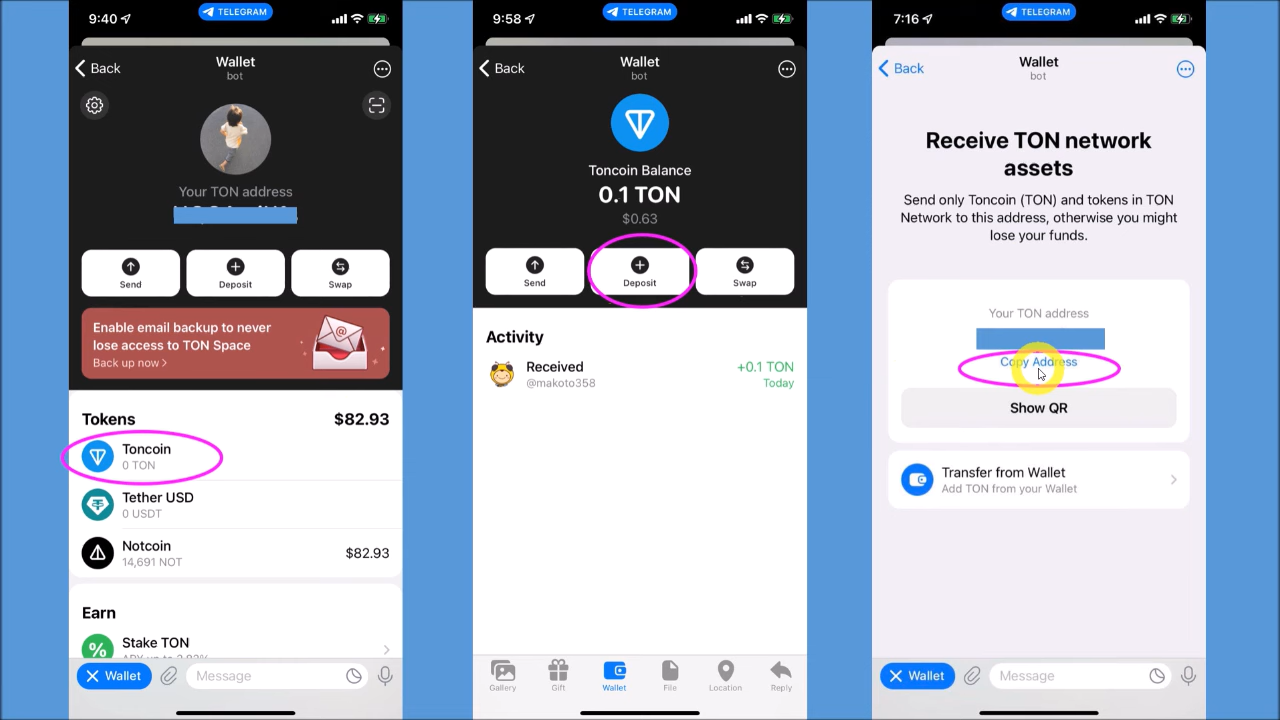 9:40
TELEGRAM
Back
Wallet
bot
Your TON address
Send
Deposit
Swap
Enable email backup to never
lose access to TON Space
Back up now >
Tokens
$82.93
Toncoin
0 TON
Tether USD
0 USDT
Notcoin
14,691 NOT
$82.93
Earn
Stake TON
Wallet
Message
9:58
TELEGRAM
Back
Wallet
bot
Toncoin Balance
0.1 TON
$0.63
Send
Deposit
Swap
Activity
Received
@makoto358
+0.1 TON
Today
Gallery
Gift
Wallet
File
Location
Reply
7:16
TELEGRAM
Back
Wallet
bot
Receive TON network
assets
Send only Toncoin (TON) and tokens in TON
Network to this address, otherwise you might
lose your funds.
Your TON address
Copy Address
Show QR
Transfer from Wallet
Add TON from your Wallet
Wallet
Message